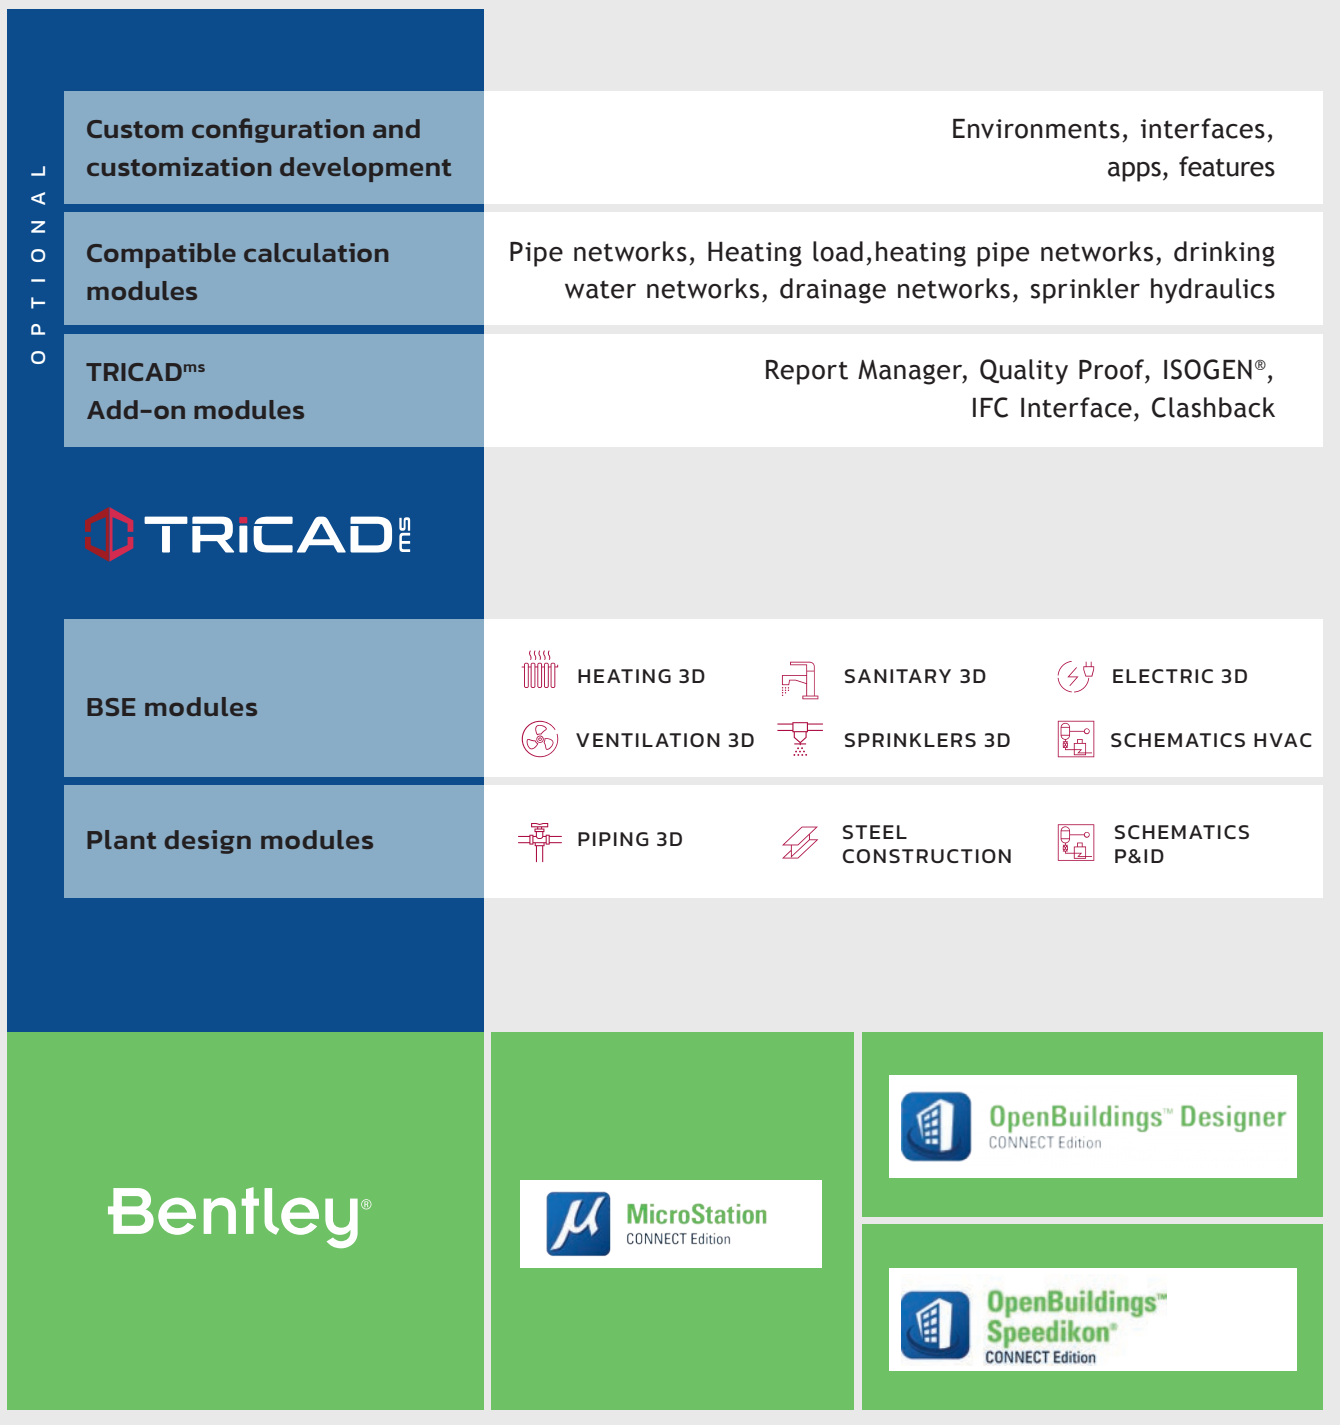 OPTIONAL
Custom configuration and
customization development
Environments, interfaces,
apps, features
Compatible calculation
modules
Pipe networks, Heating load,heating pipe networks, drinking
water networks, drainage networks, sprinkler hydraulics
TRICADms
Add-on modules
Report Manager, Quality Proof, ISOGEN®,
IFC Interface, Clashback
TRiCAD ms
BSE modules
HEATING 3D
SANITARY 3D
ELECTRIC 3D
VENTILATION 3D
SPRINKLERS 3D
SCHEMATICS HVAC
Plant design modules
PIPING 3D
STEEL
CONSTRUCTION
SCHEMATICS
P&ID
Bentley®
μ
MicroStation
CONNECT Edition
OpenBuildings™ Designer
CONNECT Edition
OpenBuildings™
Speedikon®
CONNECT Edition